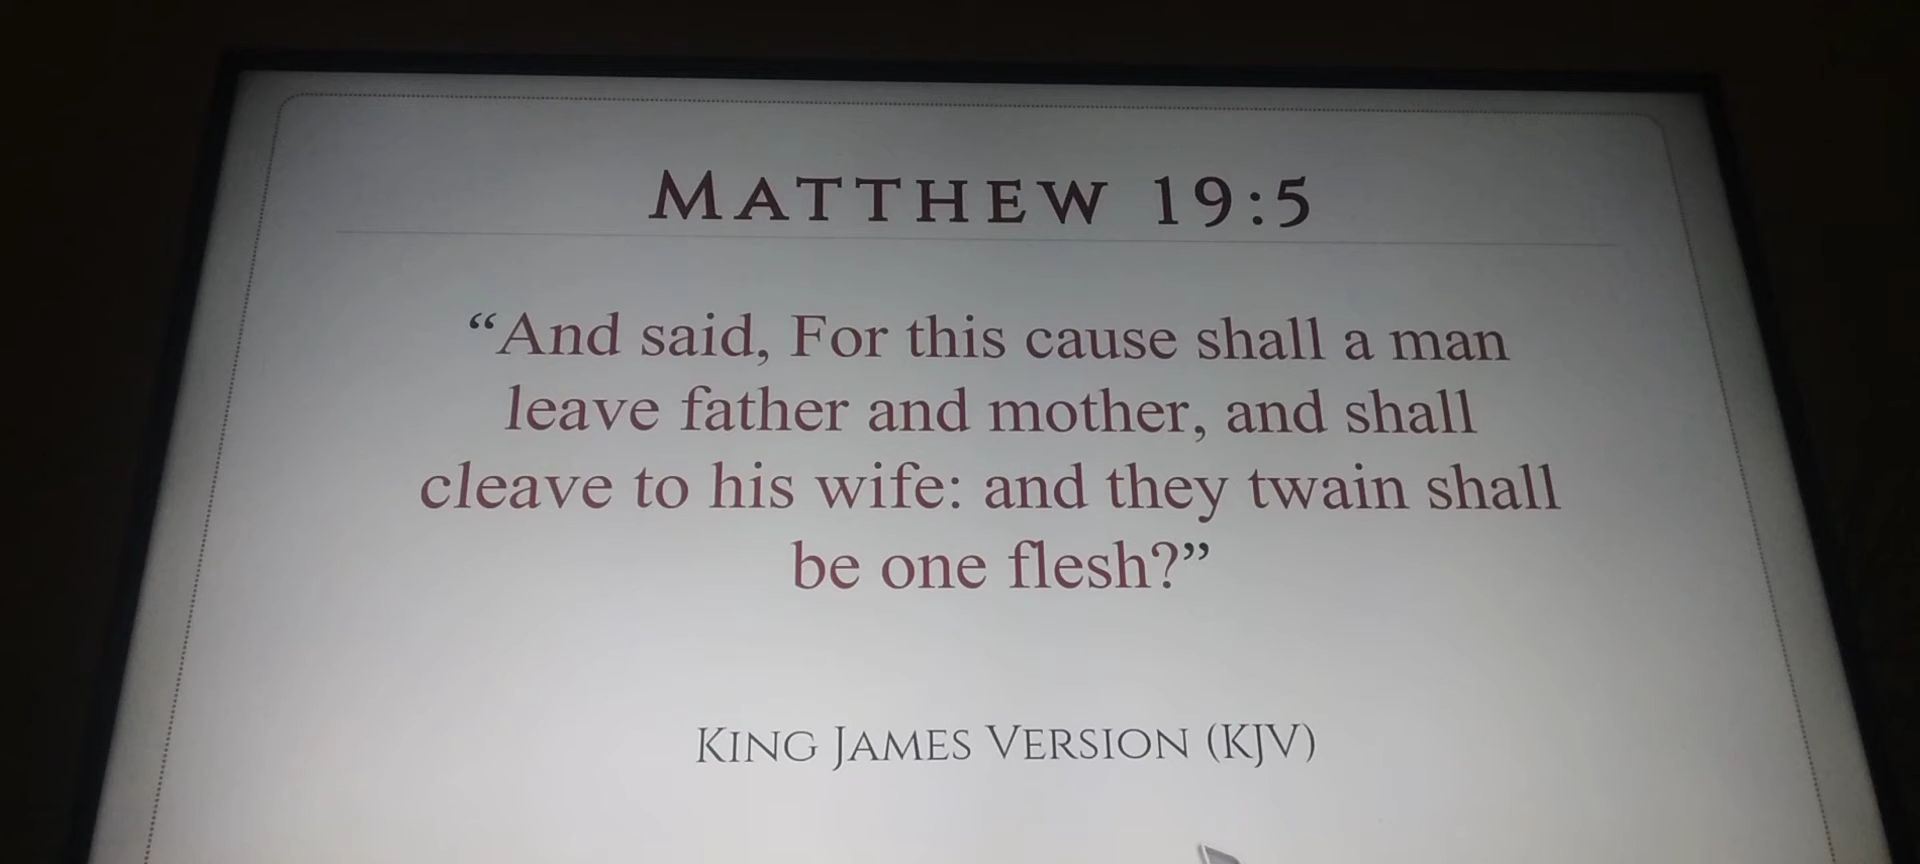 MATTHEW 19:5
“And said, For this cause shall a man
leave father and mother, and shall
cleave to his wife: and they twain shall
be one flesh?”
KING JAMES VERSION (KJV)